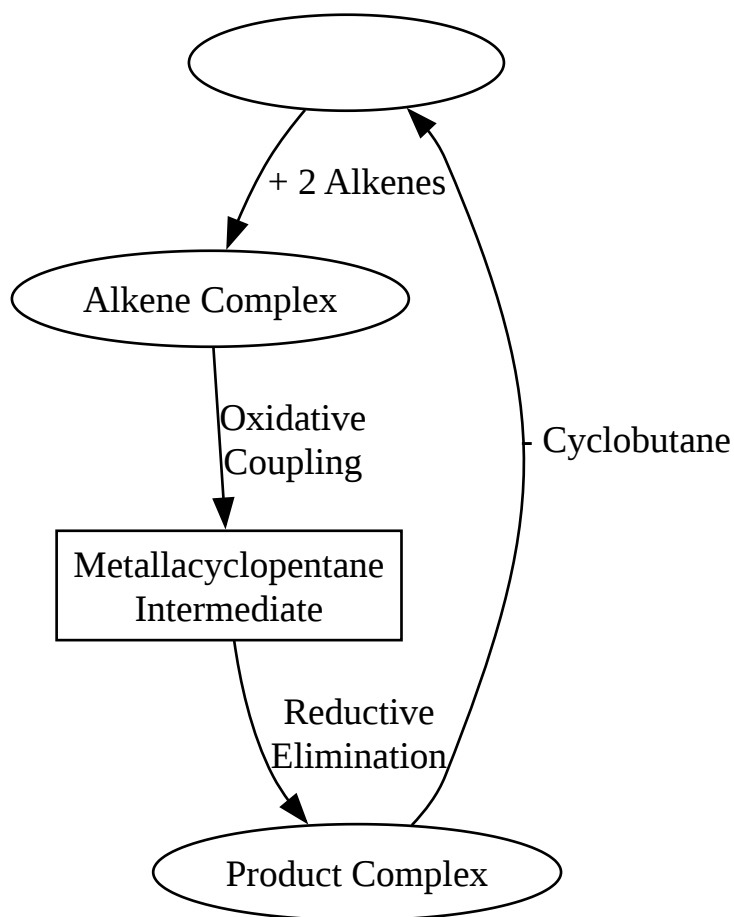 + 2 Alkenes
Alkene Complex
Oxidative
Coupling
- Cyclobutane
Metallacyclopentane
Intermediate
Reductive
Elimination
Product Complex